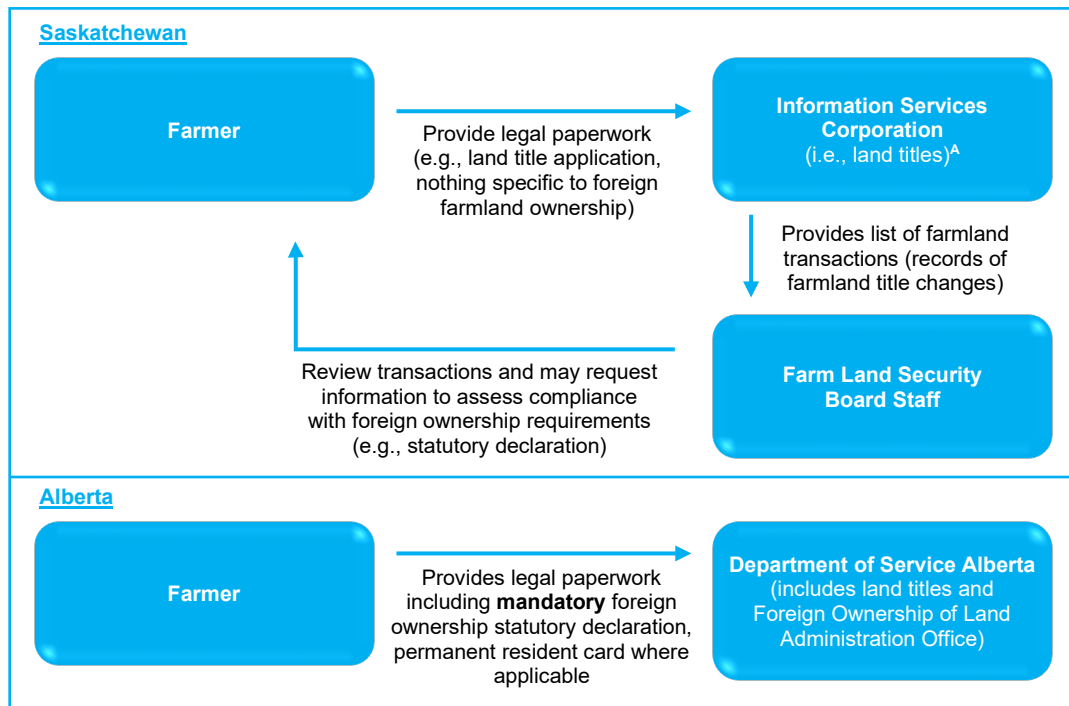 Saskatchewan
Farmer
Provide legal paperwork
(e.g., land title application,
nothing specific to foreign
farmland ownership)
Information Services
Corporation
(i.e., land titles)ᴬ
Provides list of farmland
transactions (records of
farmland title changes)
Farm Land Security
Board Staff
Review transactions and may request
information to assess compliance
with foreign ownership requirements
(e.g., statutory declaration)
Alberta
Farmer
Provides legal paperwork
including mandatory foreign
ownership statutory declaration,
permanent resident card where
applicable
Department of Service Alberta
(includes land titles and
Foreign Ownership of Land
Administration Office)